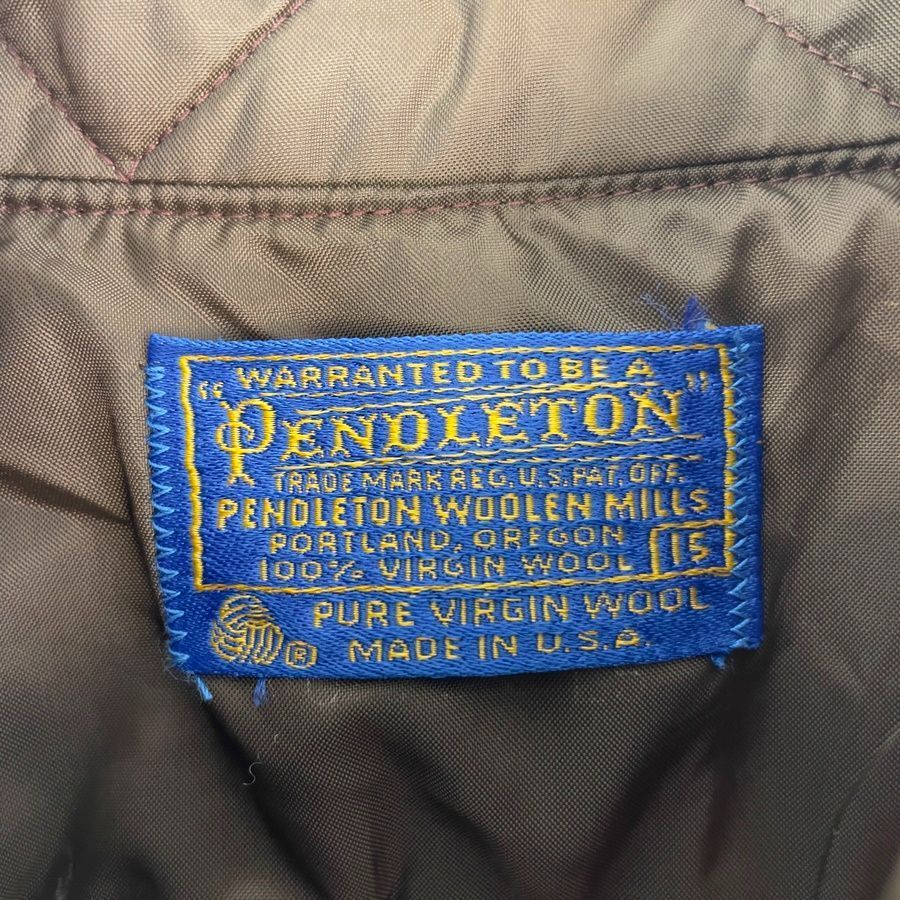 WARRANTED TO BE A
"PENDLETON"
TRADE MARK REG. U.S. PAT. OFF.
PENDLETON WOOLEN MILLS
PORTLAND, OREGON
100% VIRGIN WOOL 15
PURE VIRGIN WOOL
® MADE IN U.S.A.